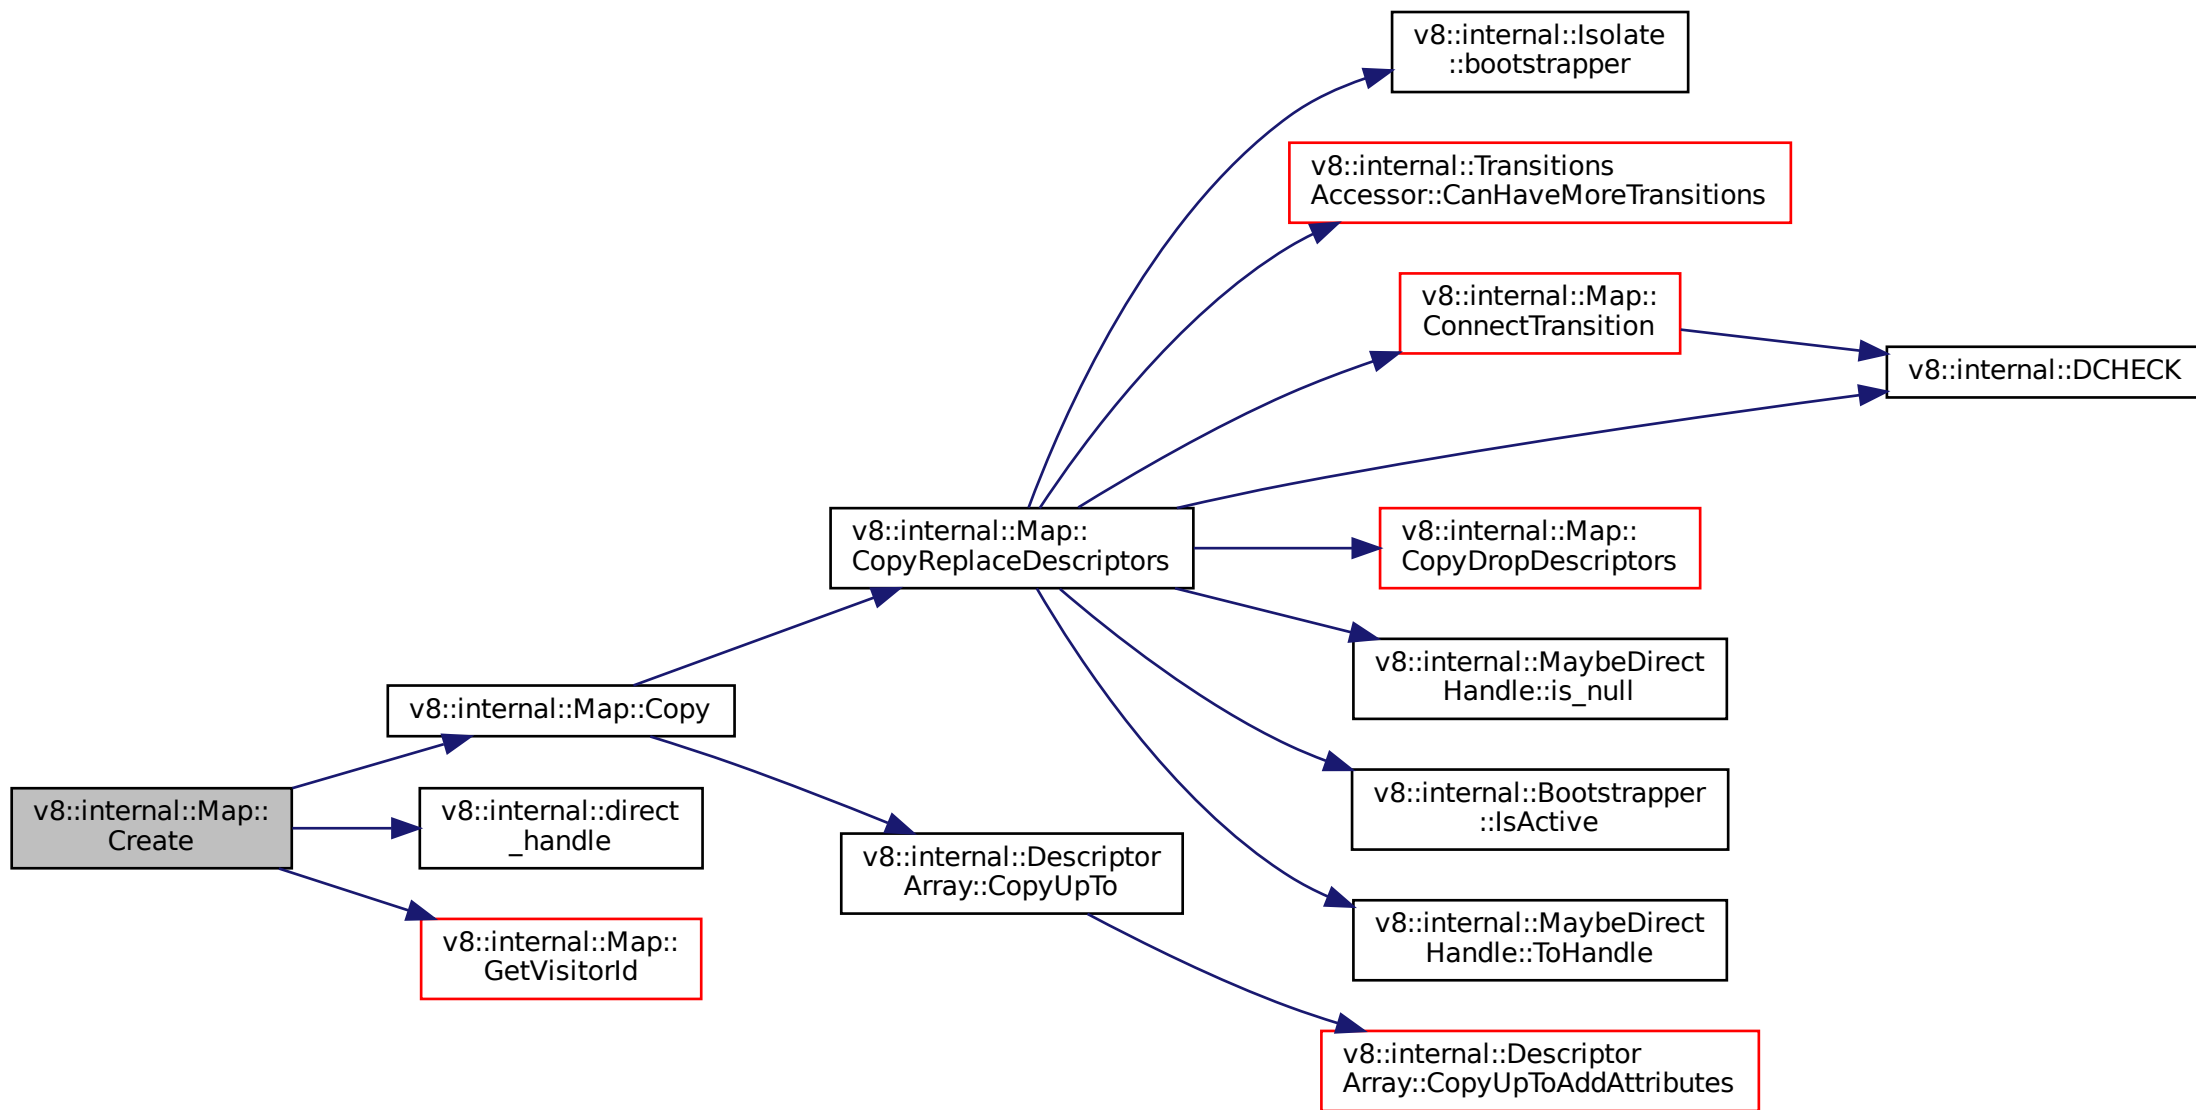 v8::internal::Isolate
::bootstrapper
v8::internal::Transitions
Accessor::CanHaveMoreTransitions
v8::internal::Map::
ConnectTransition
v8::internal::DCHECK
v8::internal::Map::
CopyReplaceDescriptors
v8::internal::Map::
CopyDropDescriptors
v8::internal::MaybeDirect
Handle::is_null
v8::internal::Map::Copy
v8::internal::Bootstrapper
::IsActive
v8::internal::Map::
Create
v8::internal::direct
_handle
v8::internal::Descriptor
Array::CopyUpTo
v8::internal::MaybeDirect
Handle::ToHandle
v8::internal::Map::
GetVisitorId
v8::internal::Descriptor
Array::CopyUpToAddAttributes